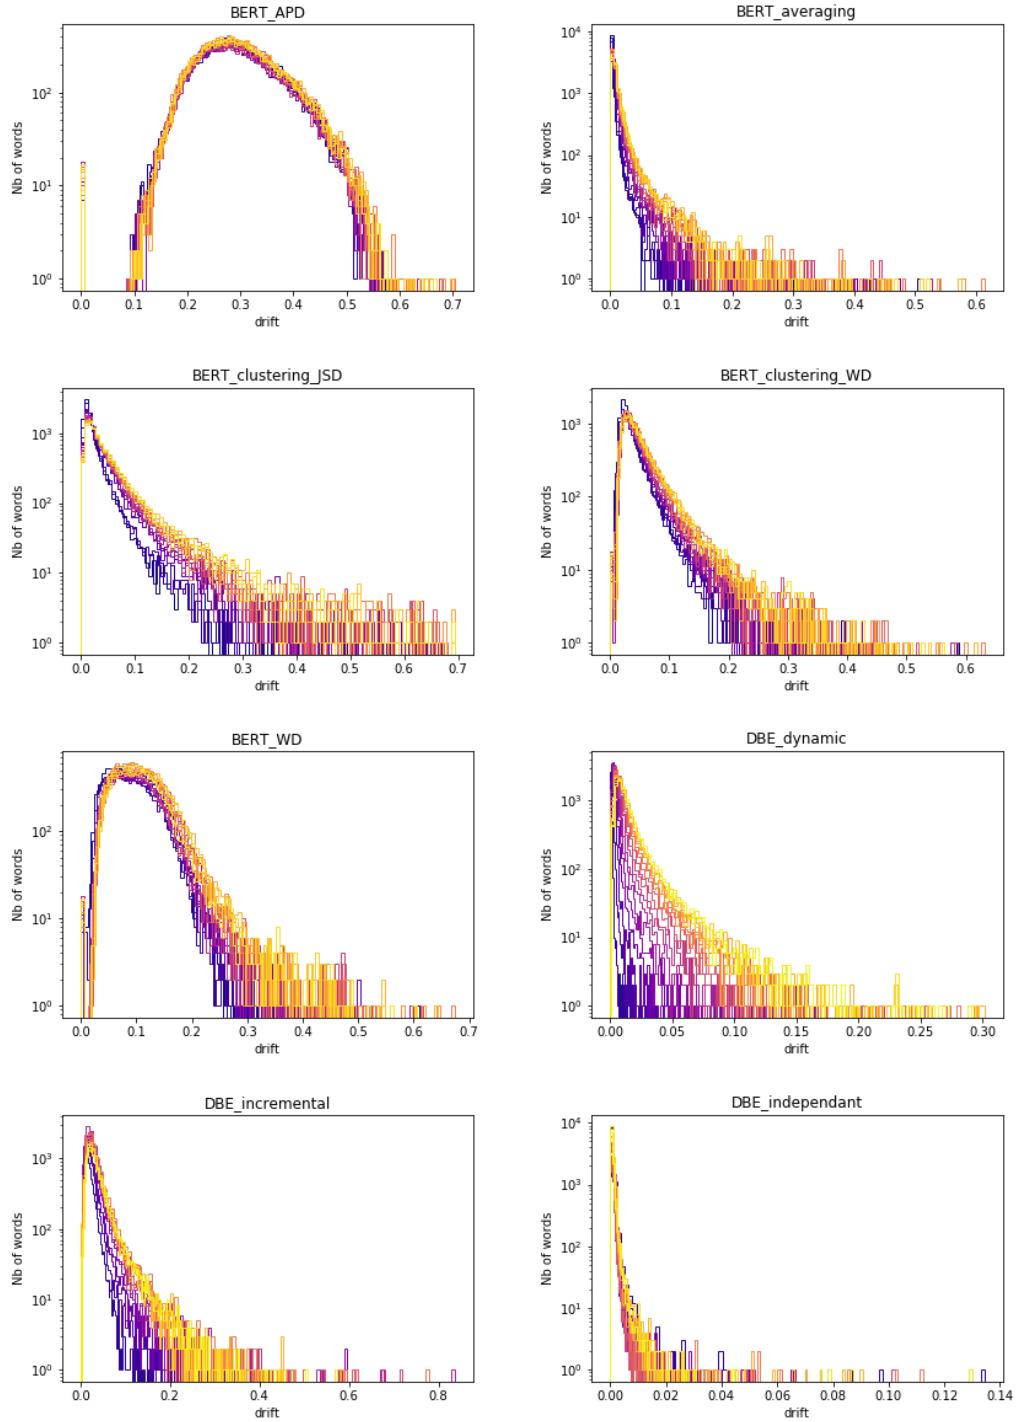 BERT_APD
Nb of words
10² 10¹ 10⁰
0.0 0.1 0.2 0.3 0.4 0.5 0.6 0.7
drift
BERT_averaging
Nb of words
10⁴ 10³ 10² 10¹ 10⁰
0.0 0.1 0.2 0.3 0.4 0.5 0.6
drift
BERT_clustering_JSD
Nb of words
10³ 10² 10¹ 10⁰
0.0 0.1 0.2 0.3 0.4 0.5 0.6 0.7
drift
BERT_clustering_WD
Nb of words
10³ 10² 10¹ 10⁰
0.0 0.1 0.2 0.3 0.4 0.5 0.6
drift
BERT_WD
Nb of words
10² 10¹ 10⁰
0.0 0.1 0.2 0.3 0.4 0.5 0.6 0.7
drift
DBE_dynamic
Nb of words
10³ 10² 10¹ 10⁰
0.00 0.05 0.10 0.15 0.20 0.25 0.30
drift
DBE_incremental
Nb of words
10³ 10² 10¹ 10⁰
0.0 0.2 0.4 0.6 0.8
drift
DBE_independant
Nb of words
10⁴ 10³ 10² 10¹ 10⁰
0.00 0.02 0.04 0.06 0.08 0.10 0.12 0.14
drift